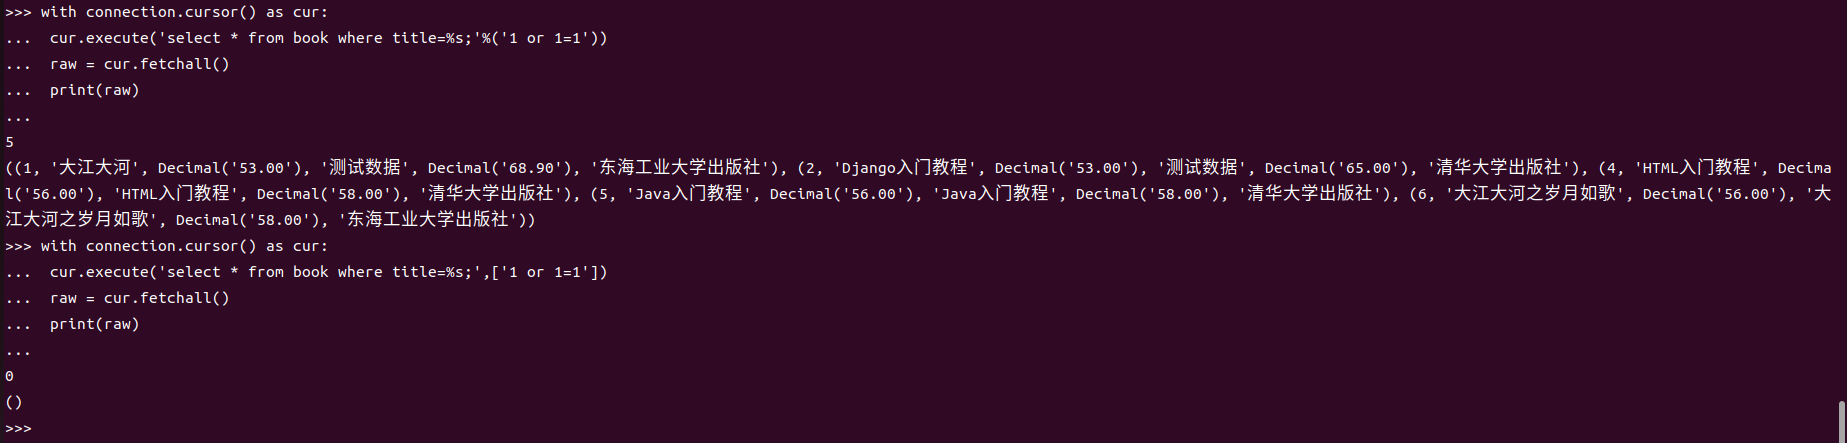 >>> with connection.cursor() as cur:
...  cur.execute('select * from book where title=%s;'%('1 or 1=1'))
...  raw = cur.fetchall()
...  print(raw)
...
5
((1, '大江大河', Decimal('53.00'), '测试数据', Decimal('68.90'), '东海工业大学出版社'), (2, 'Django入门教程', Decimal('53.00'), '测试数据', Decimal('65.00'), '清华大学出版社'), (4, 'HTML入门教程', Decima
l('56.00'), 'HTML入门教程', Decimal('58.00'), '清华大学出版社'), (5, 'Java入门教程', Decimal('56.00'), 'Java入门教程', Decimal('58.00'), '清华大学出版社'), (6, '大江大河之岁月如歌', Decimal('56.00'), '大
江大河之岁月如歌', Decimal('58.00'), '东海工业大学出版社'))
>>> with connection.cursor() as cur:
...  cur.execute('select * from book where title=%s;',['1 or 1=1'])
...  raw = cur.fetchall()
...  print(raw)
...
0
()
>>>